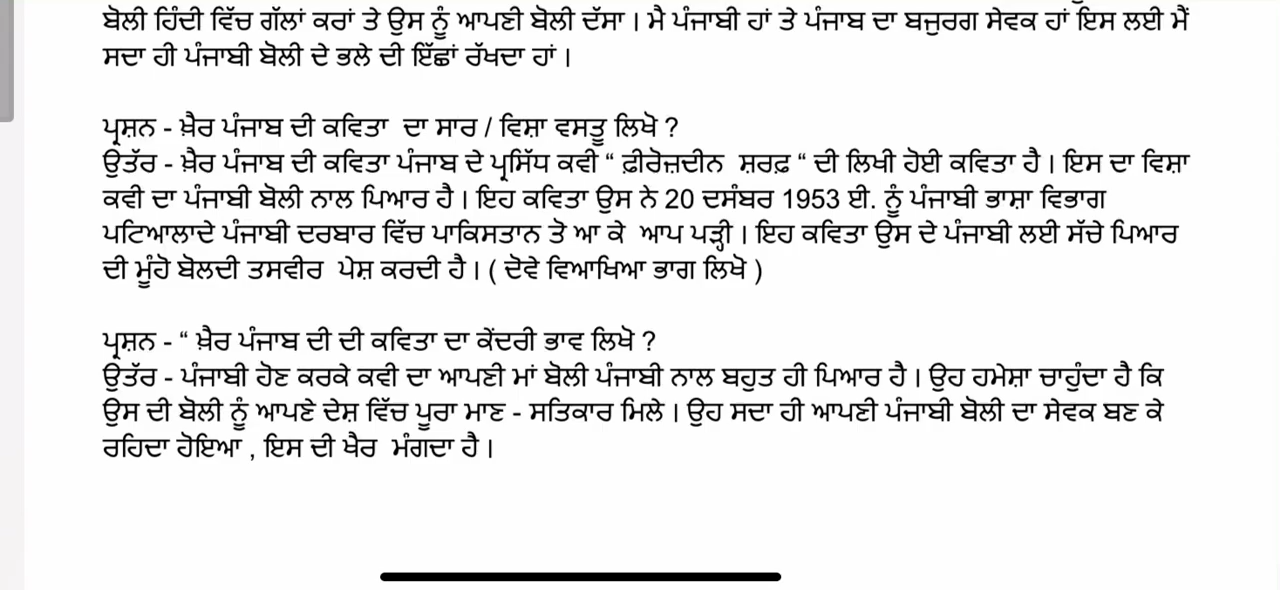 ਬੋਲੀ ਹਿੰਦੀ ਵਿੱਚ ਗੱਲਾਂ ਕਰਾਂ ਤੇ ਉਸ ਨੂੰ ਆਪਣੀ ਬੋਲੀ ਦੱਸਾ । ਮੈ ਪੰਜਾਬੀ ਹਾਂ ਤੇ ਪੰਜਾਬ ਦਾ ਬਜੁਰਗ ਸੇਵਕ ਹਾਂ ਇਸ ਲਈ ਮੈਂ
ਸਦਾ ਹੀ ਪੰਜਾਬੀ ਬੋਲੀ ਦੇ ਭਲੇ ਦੀ ਇੱਛਾਂ ਰੱਖਦਾ ਹਾਂ ।
ਪ੍ਰਸ਼ਨ - ਖ਼ੈਰ ਪੰਜਾਬ ਦੀ ਕਵਿਤਾ ਦਾ ਸਾਰ / ਵਿਸ਼ਾ ਵਸਤੂ ਲਿਖੋ ?
ਉਤੱਰ - ਖ਼ੈਰ ਪੰਜਾਬ ਦੀ ਕਵਿਤਾ ਪੰਜਾਬ ਦੇ ਪ੍ਰਸਿੱਧ ਕਵੀ “ ਫ਼ੀਰੋਜ਼ਦੀਨ ਸ਼ਰਫ਼ “ ਦੀ ਲਿਖੀ ਹੋਈ ਕਵਿਤਾ ਹੈ । ਇਸ ਦਾ ਵਿਸ਼ਾ
ਕਵੀ ਦਾ ਪੰਜਾਬੀ ਬੋਲੀ ਨਾਲ ਪਿਆਰ ਹੈ । ਇਹ ਕਵਿਤਾ ਉਸ ਨੇ 20 ਦਸੰਬਰ 1953 ਈ. ਨੂੰ ਪੰਜਾਬੀ ਭਾਸ਼ਾ ਵਿਭਾਗ
ਪਟਿਆਲਾਦੇ ਪੰਜਾਬੀ ਦਰਬਾਰ ਵਿੱਚ ਪਾਕਿਸਤਾਨ ਤੋ ਆ ਕੇ ਆਪ ਪੜ੍ਹੀ । ਇਹ ਕਵਿਤਾ ਉਸ ਦੇ ਪੰਜਾਬੀ ਲਈ ਸੱਚੇ ਪਿਆਰ
ਦੀ ਮੂੰਹੋ ਬੋਲਦੀ ਤਸਵੀਰ ਪੇਸ਼ ਕਰਦੀ ਹੈ । ( ਦੋਵੇ ਵਿਆਖਿਆ ਭਾਗ ਲਿਖੋ )
ਪ੍ਰਸ਼ਨ - “ ਖ਼ੈਰ ਪੰਜਾਬ ਦੀ ਦੀ ਕਵਿਤਾ ਦਾ ਕੇਂਦਰੀ ਭਾਵ ਲਿਖੋ ?
ਉਤੱਰ - ਪੰਜਾਬੀ ਹੋਣ ਕਰਕੇ ਕਵੀ ਦਾ ਆਪਣੀ ਮਾਂ ਬੋਲੀ ਪੰਜਾਬੀ ਨਾਲ ਬਹੁਤ ਹੀ ਪਿਆਰ ਹੈ । ਉਹ ਹਮੇਸ਼ਾ ਚਾਹੁੰਦਾ ਹੈ ਕਿ
ਉਸ ਦੀ ਬੋਲੀ ਨੂੰ ਆਪਣੇ ਦੇਸ਼ ਵਿੱਚ ਪੂਰਾ ਮਾਣ - ਸਤਿਕਾਰ ਮਿਲੇ । ਉਹ ਸਦਾ ਹੀ ਆਪਣੀ ਪੰਜਾਬੀ ਬੋਲੀ ਦਾ ਸੇਵਕ ਬਣ ਕੇ
ਰਹਿਦਾ ਹੋਇਆ , ਇਸ ਦੀ ਖੈਰ ਮੰਗਦਾ ਹੈ ।